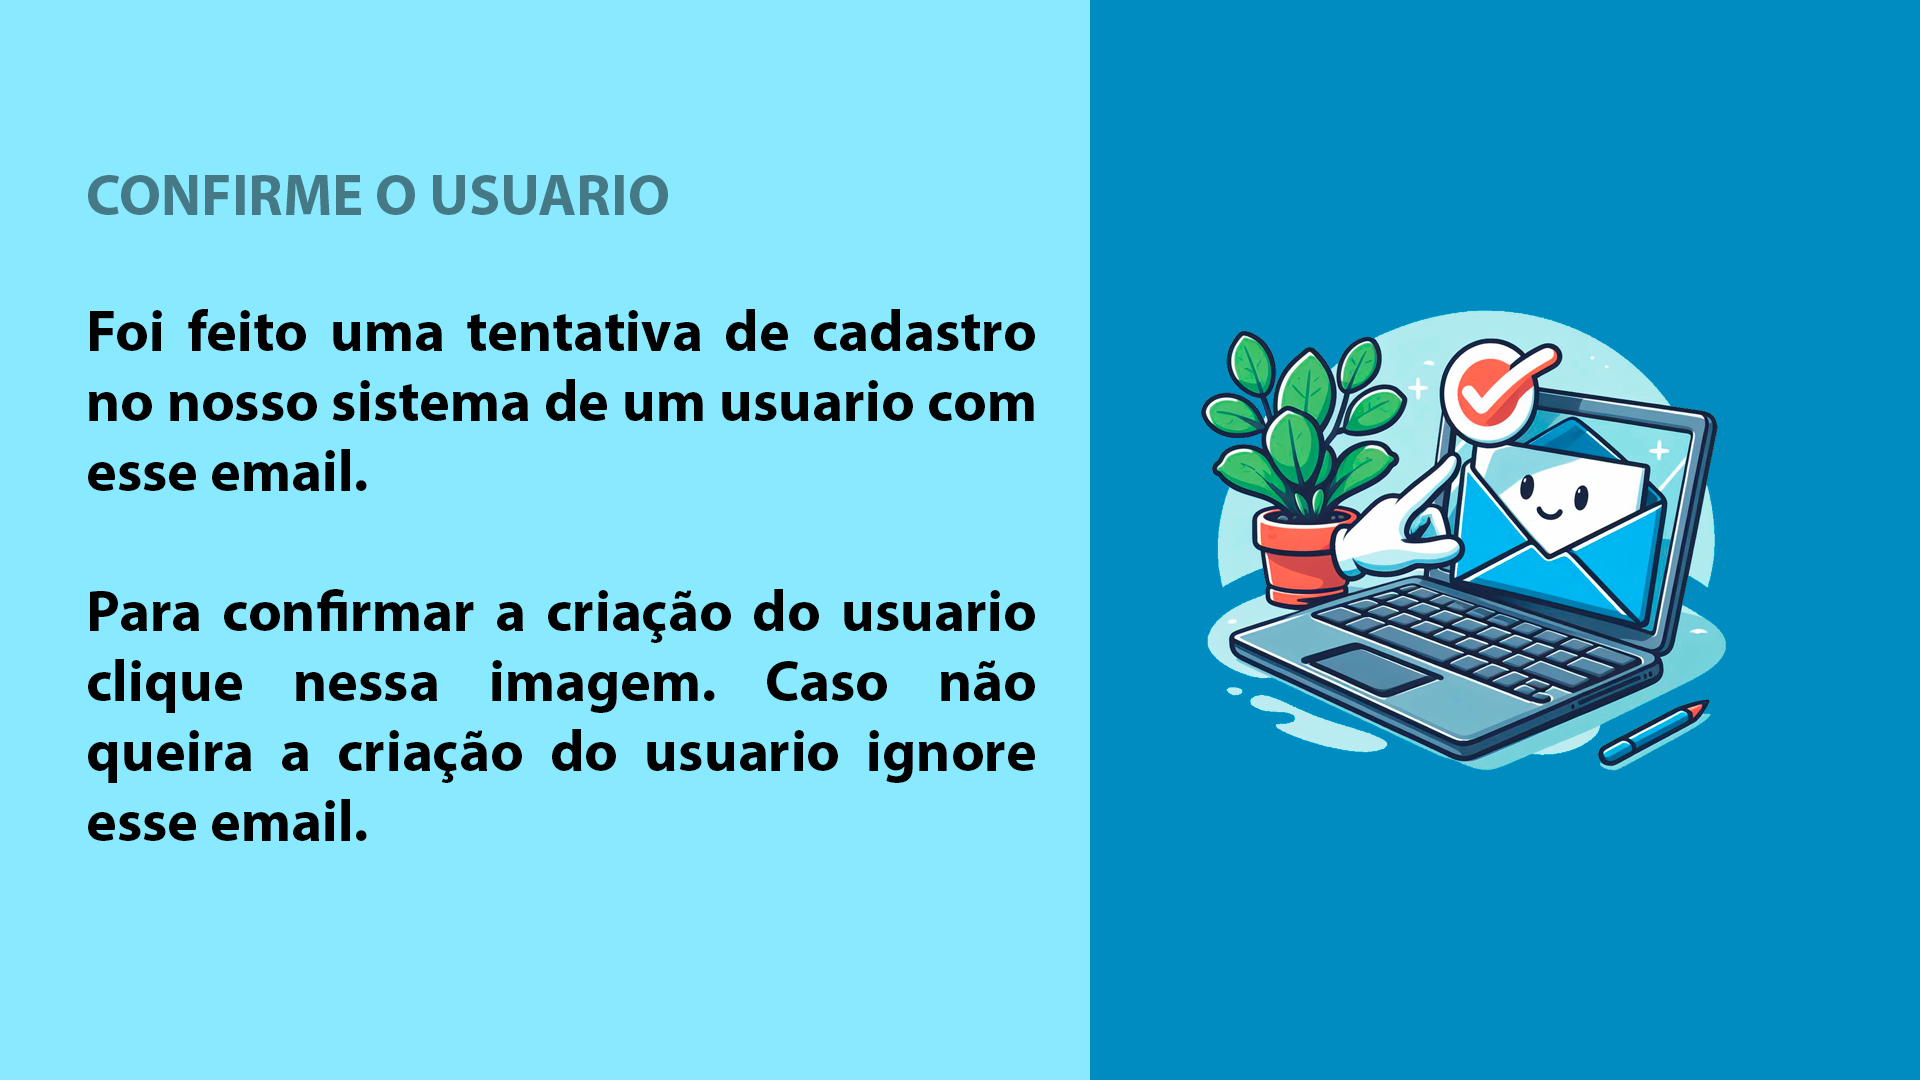 CONFIRME O USUARIO
Foi feito uma tentativa de cadastro
no nosso sistema de um usuario com
esse email.
Para confirmar a criação do usuario
clique nessa imagem. Caso não
queira a criação do usuario ignore
esse email.